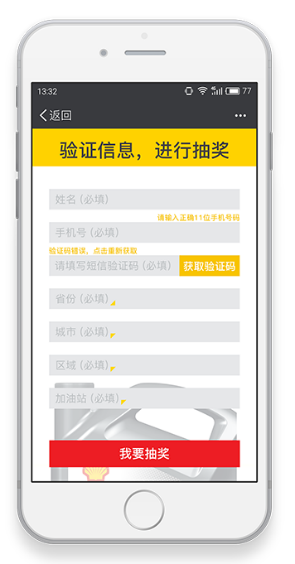 13:32
4G 77
返回
验证信息，进行抽奖
姓名 (必填)
请输入正确11位手机号码
手机号 (必填)
验证码错误，点击重新获取
请填写短信验证码 (必填)
获取验证码
省份 (必填)
城市 (必填)
区域 (必填)
加油站 (必填)
我要抽奖